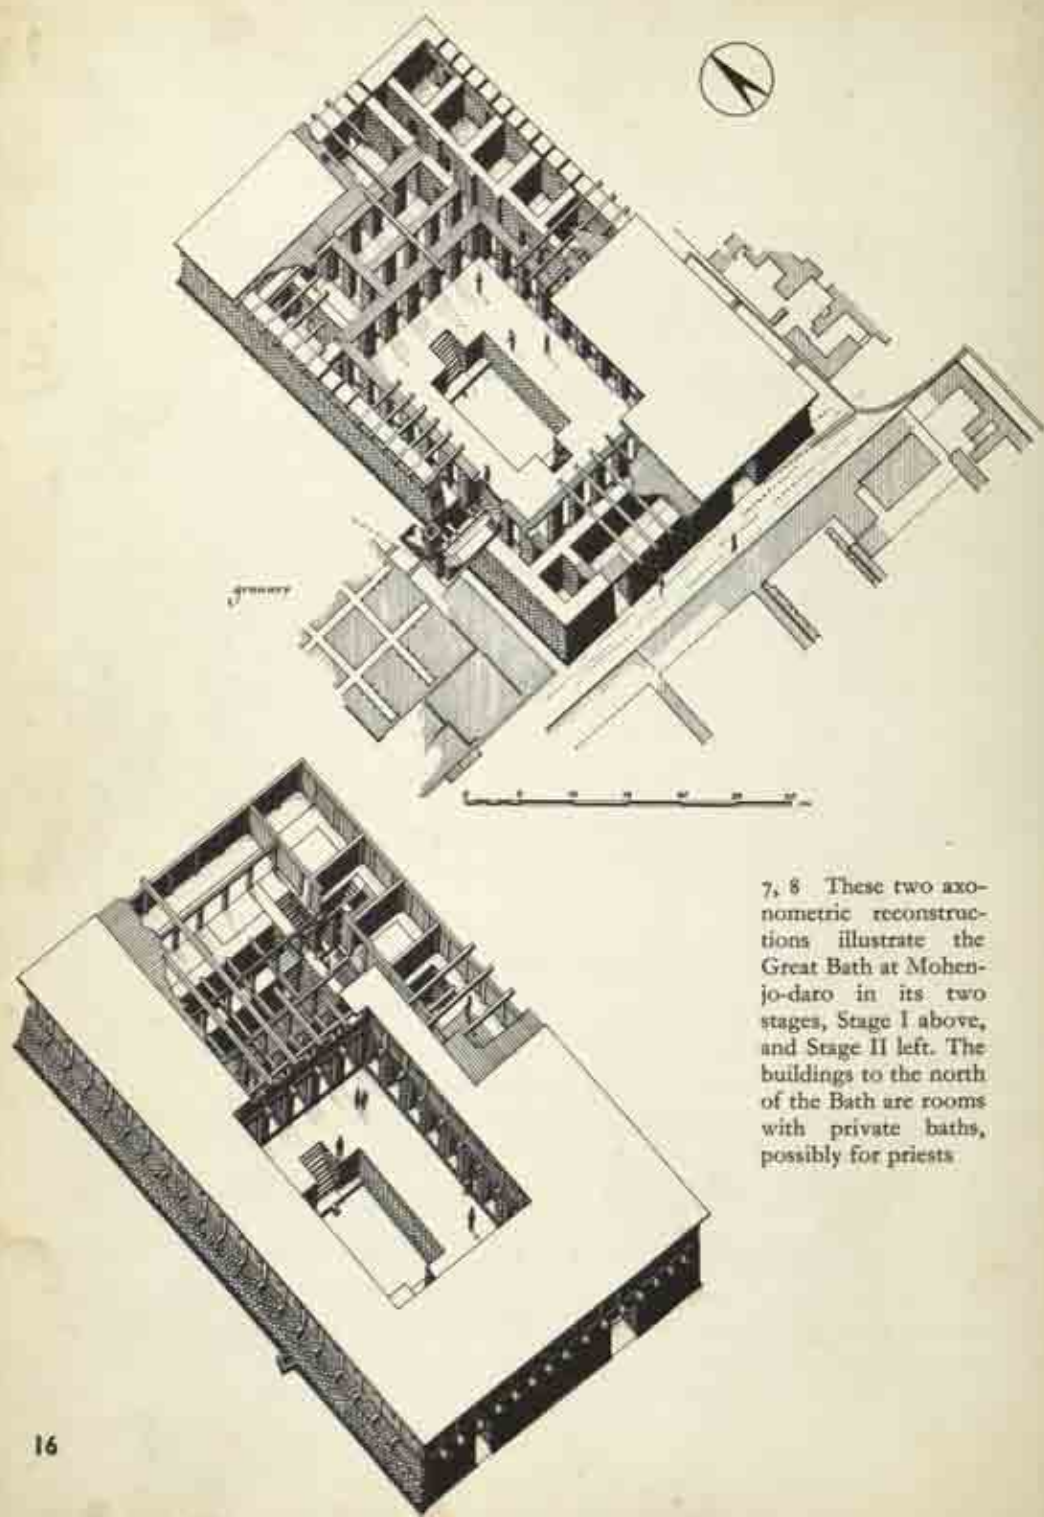 granary
7, 8 These two axo-
nometric reconstruc-
tions illustrate the
Great Bath at Mohen-
jo-daro in its two
stages, Stage I above,
and Stage II left. The
buildings to the north
of the Bath are rooms
with private baths,
possibly for priests
16